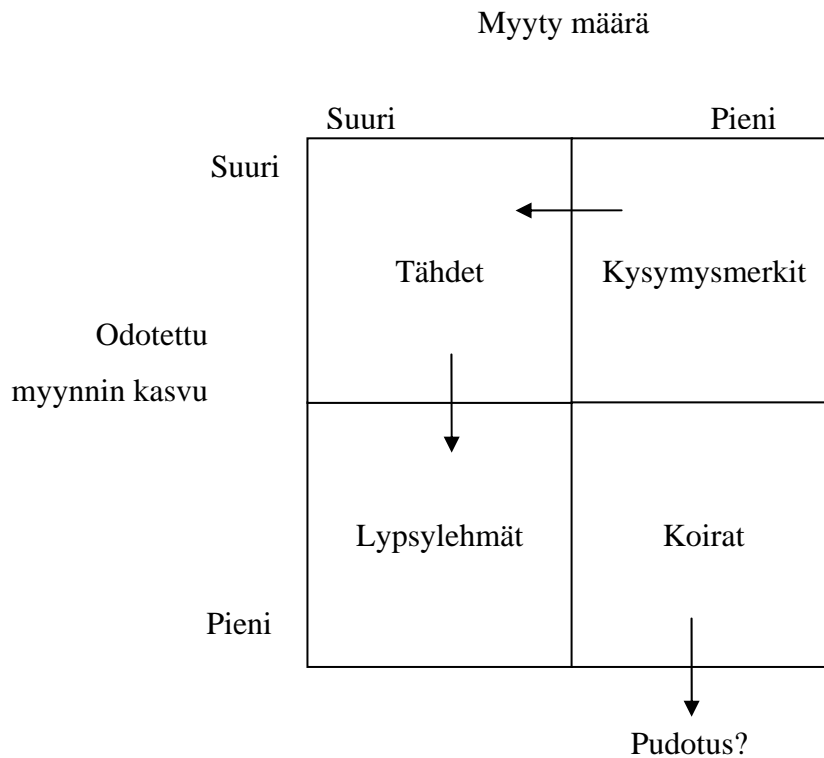 Myyty määrä
Suuri
Pieni
Suuri
Tähdet
Kysymysmerkit
Odotettu
myynnin kasvu
Lypsylehmät
Koirat
Pieni
Pudotus?